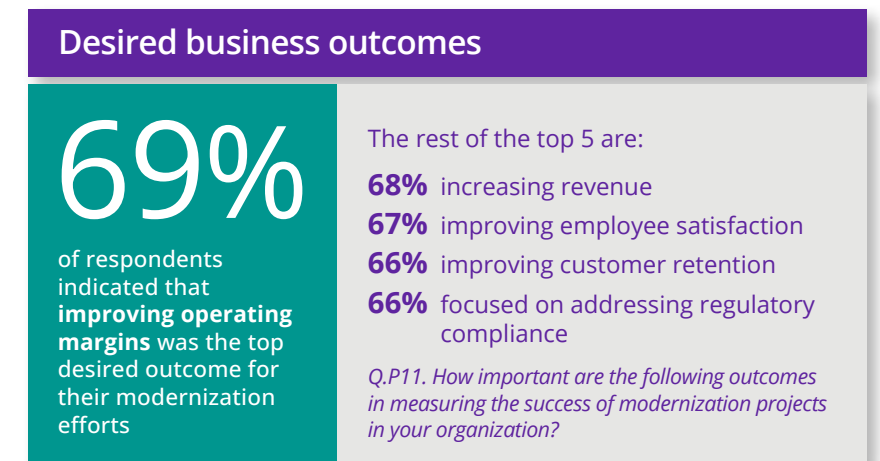 Desired business outcomes
69%
of respondents
indicated that
improving operating
margins was the top
desired outcome for
their modernization
efforts
The rest of the top 5 are:
68% increasing revenue
67% improving employee satisfaction
66% improving customer retention
66% focused on addressing regulatory
compliance
Q.P11. How important are the following outcomes
in measuring the success of modernization projects
in your organization?